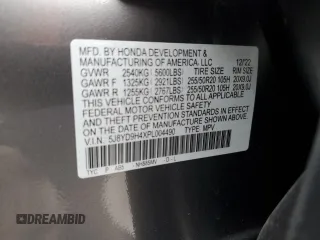 MFD. BY HONDA DEVELOPMENT &
MANUFACTURING OF AMERICA, LLC 12/22
GVWR 2540KG (5600LBS) TIRE SIZE RIM SIZE
GAWR F 1325KG (2921LBS) 255/50R20 105H 20X9.0J
GAWR R 1255KG (2767LBS) 255/50R20 105H 20X9.0J
THIS VEHICLE CONFORMS TO ALL APPLICABLE
FEDERAL MOTOR VEHICLE SAFETY AND THEFT
PREVENTION STANDARDS IN EFFECT ON THE DATE
OF MANUFACTURE SHOWN ABOVE.
V.I.N. 5J8YD9H4XPL004490 TYPE: MPV
TYC